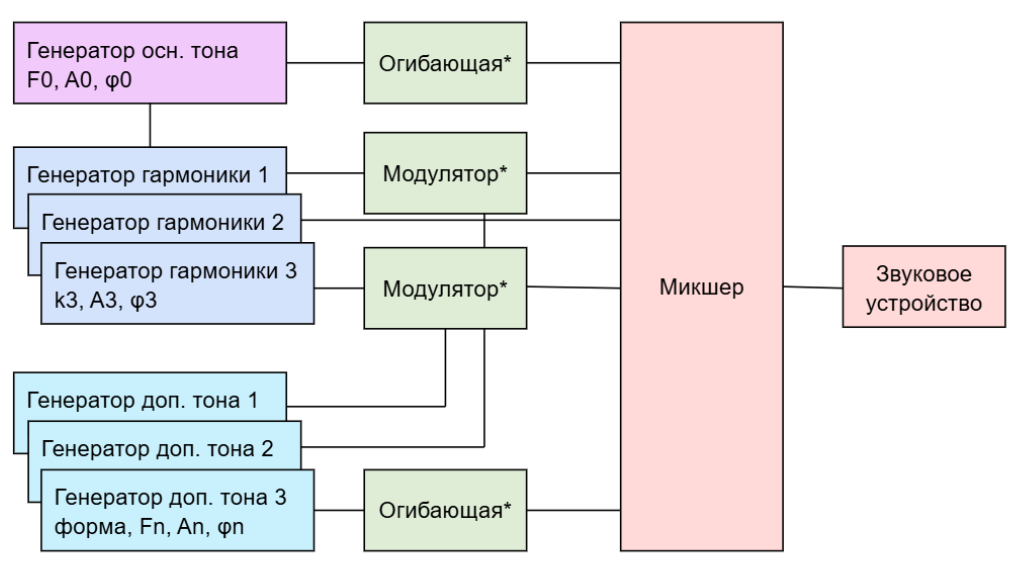 Генератор осн. тона
F0, A0, φ0
Огибающая*
Генератор гармоники 1
Модулятор*
Генератор гармоники 2
Генератор гармоники 3
k3, A3, φ3
Модулятор*
Микшер
Звуковое
устройство
Генератор доп. тона 1
Генератор доп. тона 2
Генератор доп. тона 3
форма, Fn, An, φn
Огибающая*